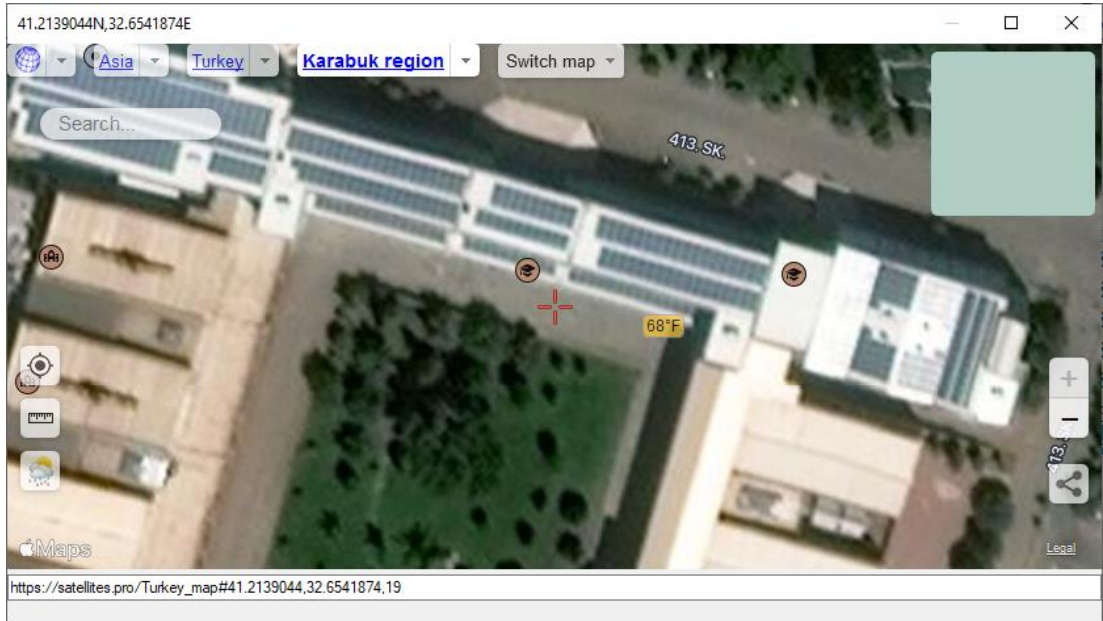 41.2139044N,32.6541874E
Asia Turkey Karabuk region Switch map
Search...
413. SK.
68°F
Maps
Legal
https://satellites.pro/Turkey_map#41.2139044,32.6541874,19